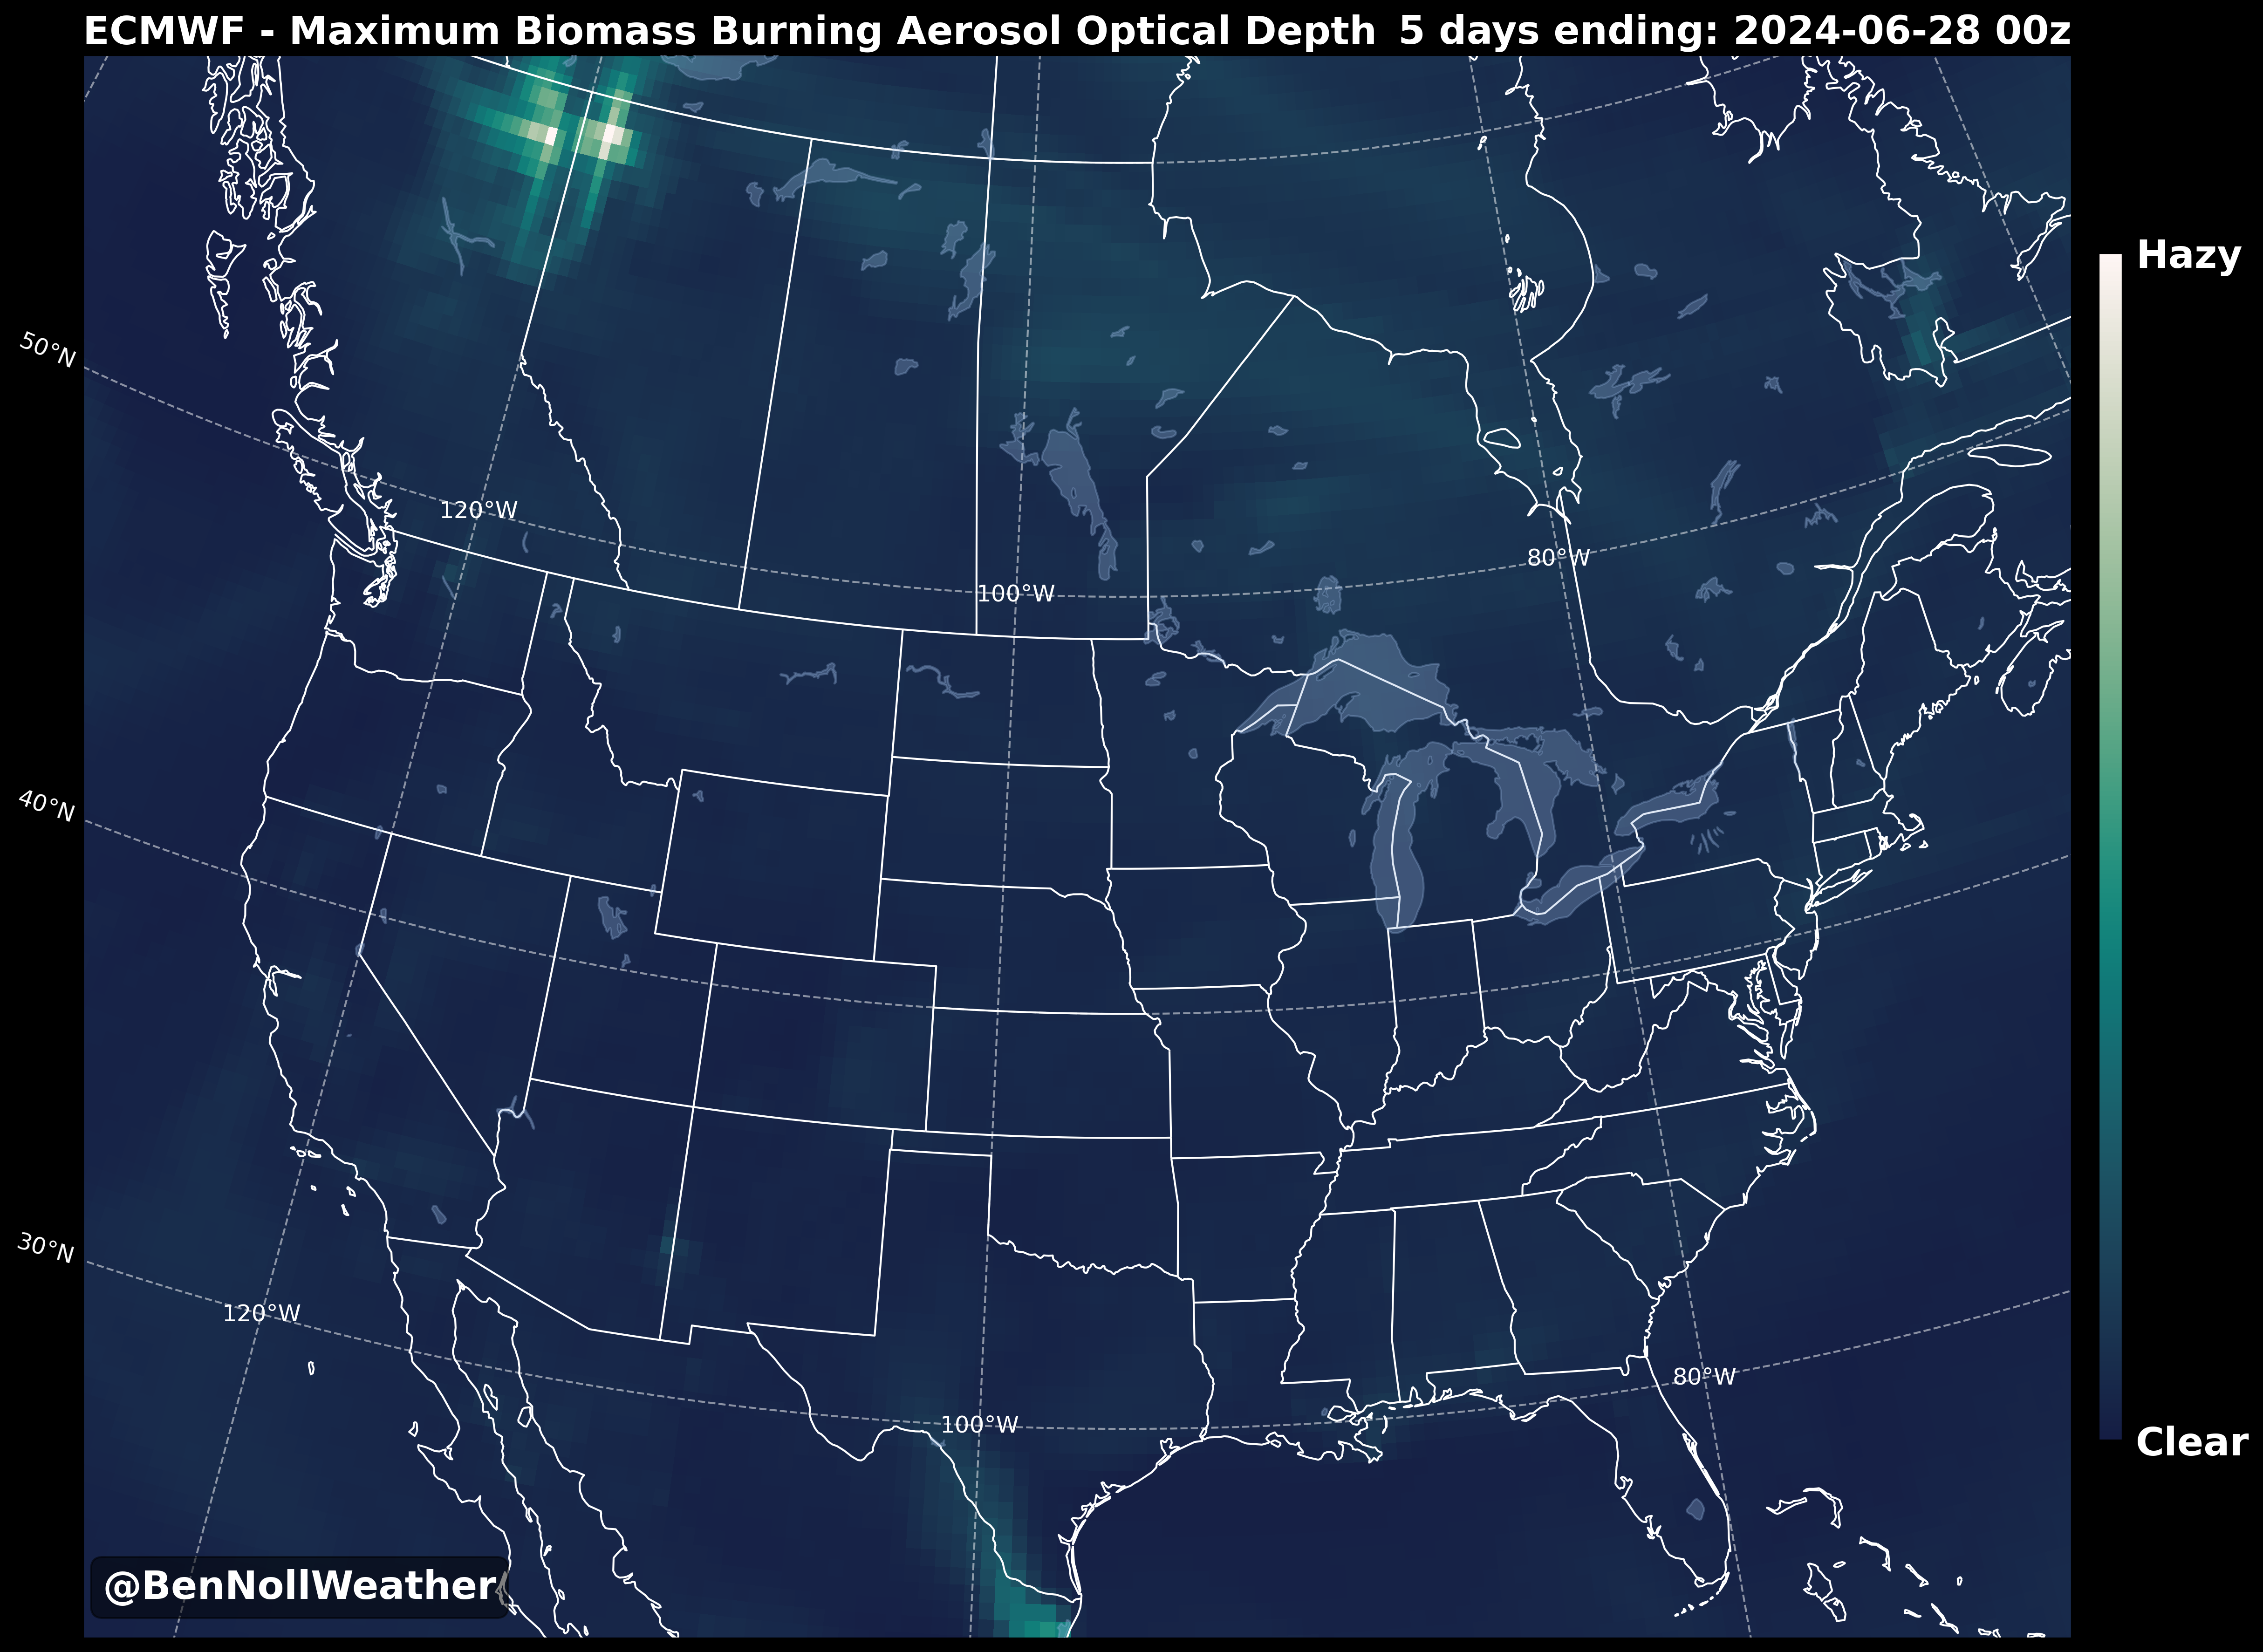 ECMWF - Maximum Biomass Burning Aerosol Optical Depth 5 days ending: 2024-06-28 00z
Hazy
50°N
120°W
80°W
100°W
40°N
30°N
120°W
80°W
100°W
Clear
@BenNollWeather